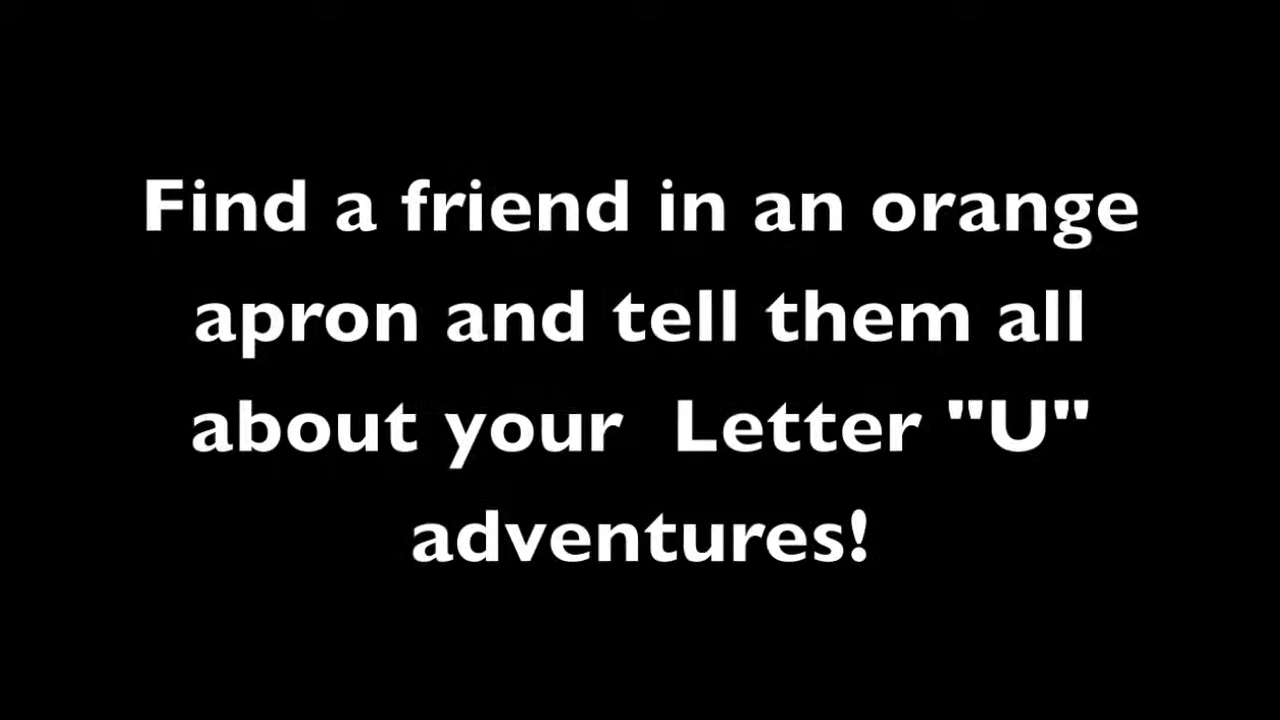 Find a friend in an orange
apron and tell them all
about your  Letter "U"
adventures!